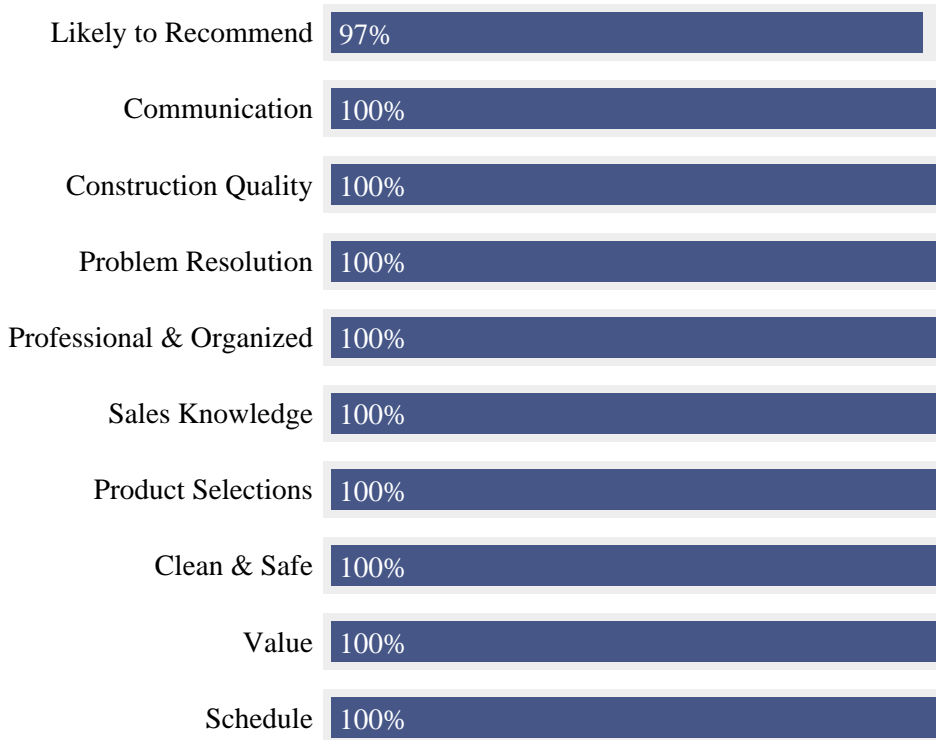 Likely to Recommend 97%
Communication 100%
Construction Quality 100%
Problem Resolution 100%
Professional & Organized 100%
Sales Knowledge 100%
Product Selections 100%
Clean & Safe 100%
Value 100%
Schedule 100%